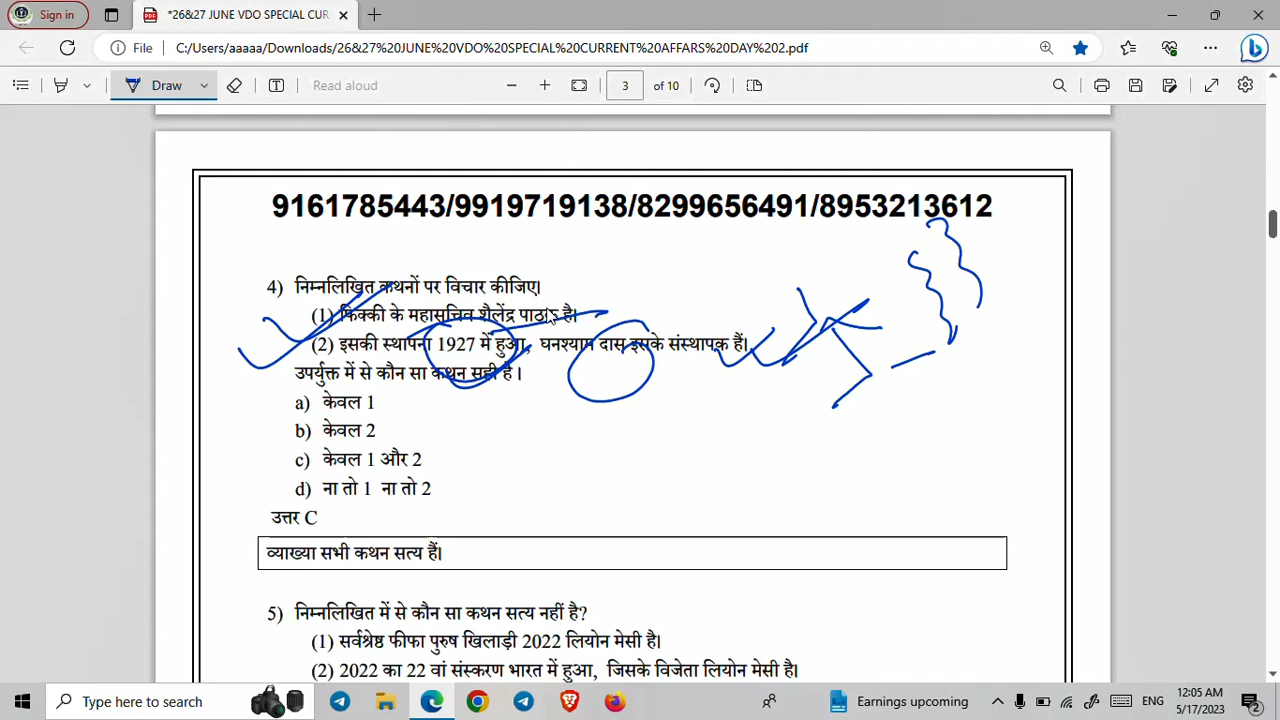 Sign in
*26&27 JUNE VDO SPECIAL CUR
File
C:/Users/aaaaa/Downloads/26&27%20JUNE%20VDO%20SPECIAL%20CURRENT%20AFFARS%20DAY%202.pdf
Draw
Read aloud
3
of 10
9161785443/9919719138/8299656491/8953213612
4) निम्नलिखित कथनों पर विचार कीजिए।
(1) फिक्की के महासचिव शैलेंद्र पाठक है।
(2) इसकी स्थापना 1927 में हुआ, घनश्याम दास इसके संस्थापक हैं।
उपर्युक्त में से कौन सा कथन सही है।
a) केवल 1
b) केवल 2
c) केवल 1 और 2
d) ना तो 1 ना तो 2
उत्तर C
व्याख्या सभी कथन सत्य हैं।
5) निम्नलिखित में से कौन सा कथन सत्य नहीं है?
(1) सर्वश्रेष्ठ फीफा पुरुष खिलाड़ी 2022 लियोन मेसी है।
(2) 2022 का 22 वां संस्करण भारत में हुआ, जिसके विजेता लियोन मेसी है।
Type here to search
Earnings upcoming
ENG
12:05 AM
5/17/2023
2